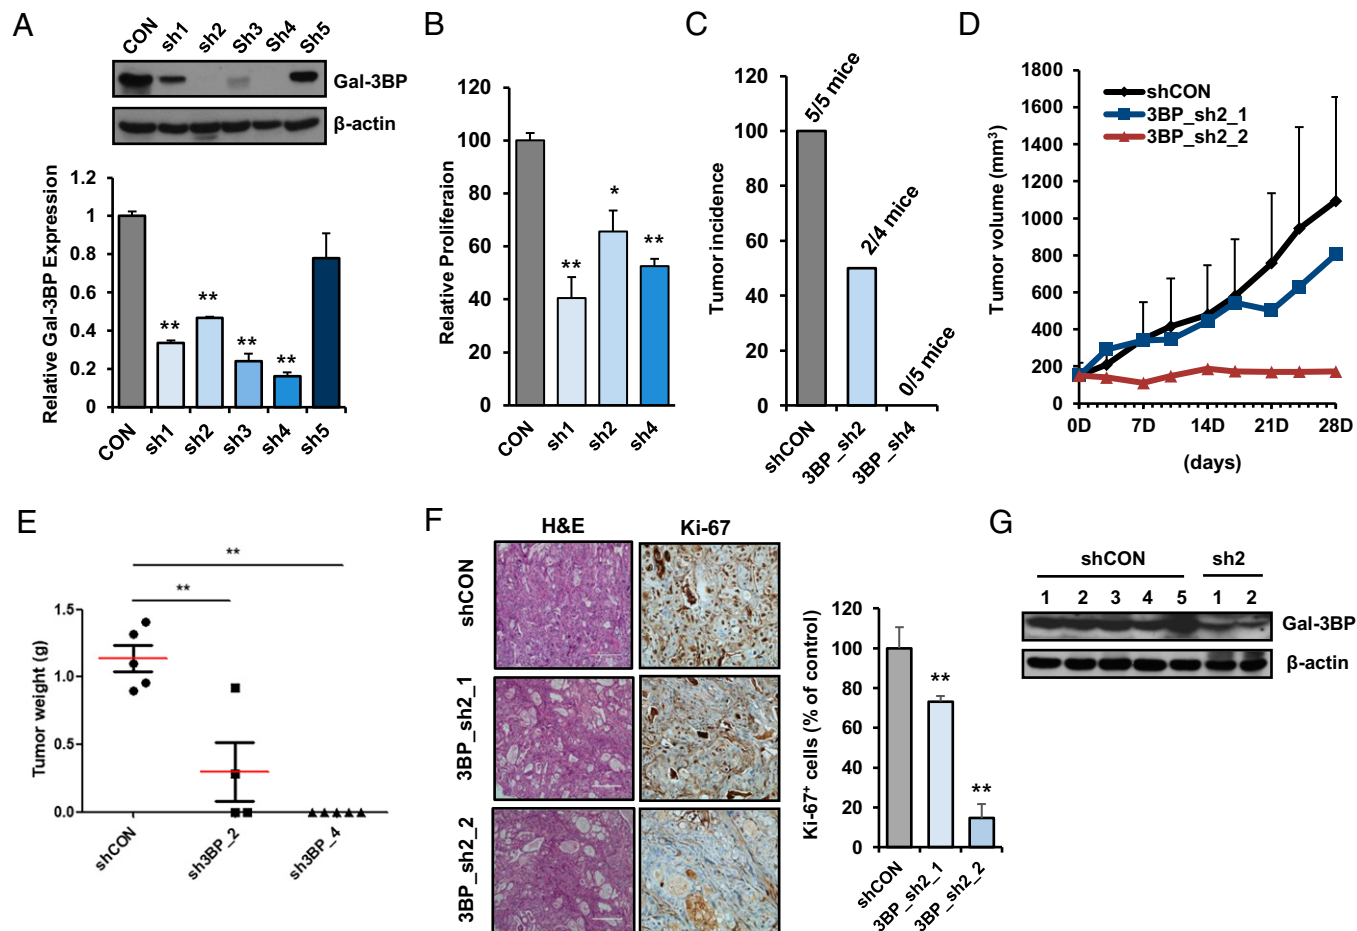 A
CON sh1 sh2 Sh3 Sh4 Sh5
Gal-3BP
β-actin
Relative Gal-3BP Expression
1.2
1
0.8
0.6
0.4
0.2
0
** ** ** **
CON sh1 sh2 sh3 sh4 sh5
B
Relative Proliferaion
120
100
80
60
40
20
0
** * **
CON sh1 sh2 sh4
C
Tumor incidence
120
100
80
60
40
20
0
5/5 mice
2/4 mice
0/5 mice
shCON 3BP_sh2 3BP_sh4
D
Tumor volume (mm³)
1800
1600
1400
1200
1000
800
600
400
200
0
shCON
3BP_sh2_1
3BP_sh2_2
0D 7D 14D 21D 28D
(days)
E
**
**
Tumor weight (g)
1.5
1.0
0.5
0.0
shCON sh3BP_2 sh3BP_4
F
H&E Ki-67
shCON
3BP_sh2_1
3BP_sh2_2
Ki-67⁺ cells (% of control)
120
100
80
60
40
20
0
** **
shCON 3BP_sh2_1 3BP_sh2_2
G
shCON sh2
1 2 3 4 5 1 2
Gal-3BP
β-actin